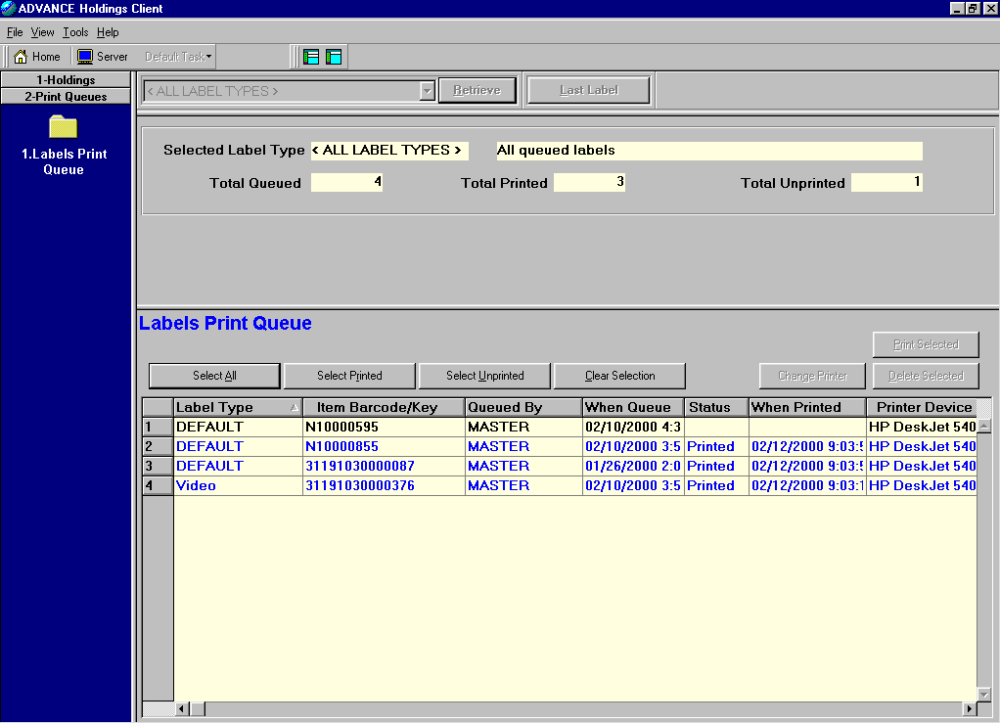 ADVANCE Holdings Client
File View Tools Help
Home Server Default Task
1-Holdings
2-Print Queues
1.Labels Print
Queue
< ALL LABEL TYPES > Retrieve Last Label
Selected Label Type < ALL LABEL TYPES > All queued labels
Total Queued 4 Total Printed 3 Total Unprinted 1
Labels Print Queue
Print Selected
Select All Select Printed Select Unprinted Clear Selection Change Printer Delete Selected
Label Type Item Barcode/Key Queued By When Queue Status When Printed Printer Device
1 DEFAULT N10000595 MASTER 02/10/2000 4:3 HP DeskJet 540
2 DEFAULT N10000855 MASTER 02/10/2000 3:5 Printed 02/12/2000 9:03:5 HP DeskJet 540
3 DEFAULT 31191030000087 MASTER 01/26/2000 2:0 Printed 02/12/2000 9:03:5 HP DeskJet 540
4 Video 31191030000376 MASTER 02/10/2000 3:5 Printed 02/12/2000 9:03:1 HP DeskJet 540